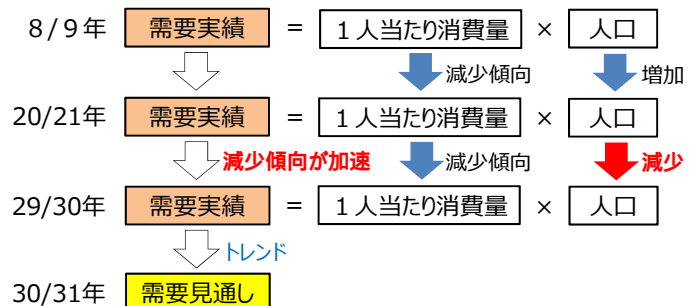 8/9年 需要実績 = 1人当たり消費量 × 人口
減少傾向 増加
20/21年 需要実績 = 1人当たり消費量 × 人口
減少傾向が加速 減少傾向 減少
29/30年 需要実績 = 1人当たり消費量 × 人口
トレンド
30/31年 需要見通し